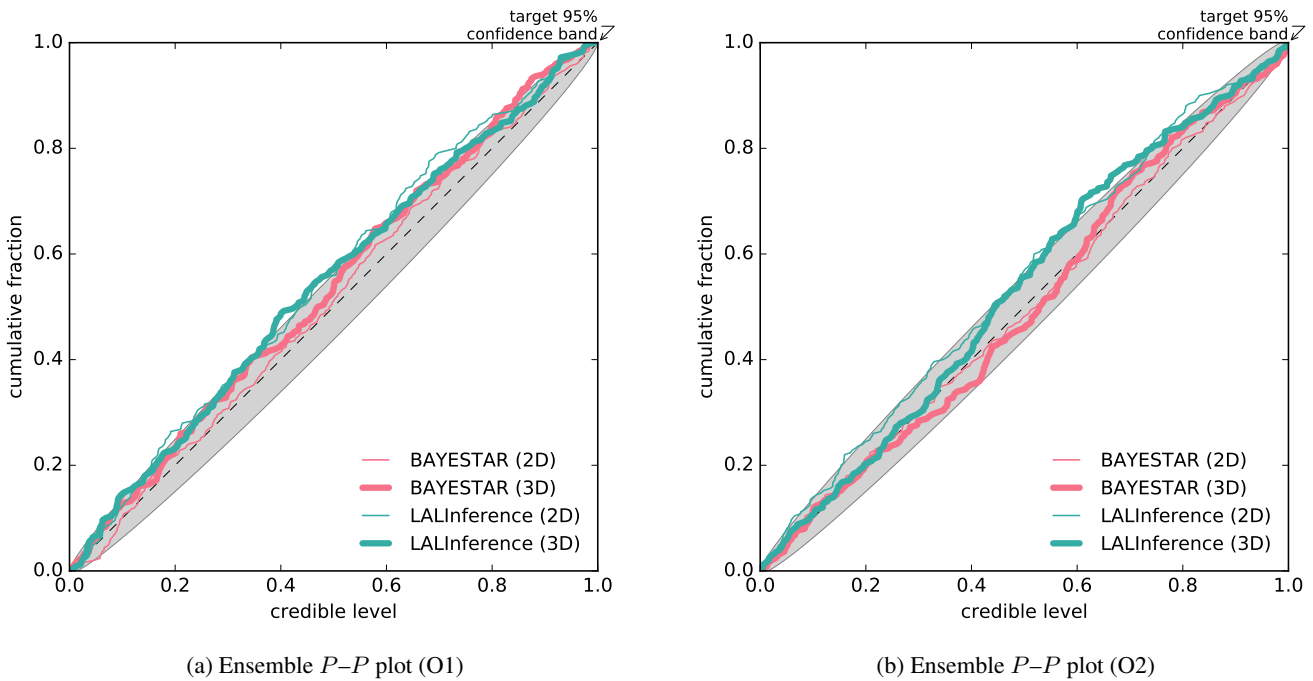 target 95%
confidence band
1.0
0.8
0.6
0.4
0.2
0.0
cumulative fraction
BAYESTAR (2D)
BAYESTAR (3D)
LALInference (2D)
LALInference (3D)
0.0 0.2 0.4 0.6 0.8 1.0
credible level
(a) Ensemble P–P plot (O1)
target 95%
confidence band
1.0
0.8
0.6
0.4
0.2
0.0
cumulative fraction
BAYESTAR (2D)
BAYESTAR (3D)
LALInference (2D)
LALInference (3D)
0.0 0.2 0.4 0.6 0.8 1.0
credible level
(b) Ensemble P–P plot (O2)